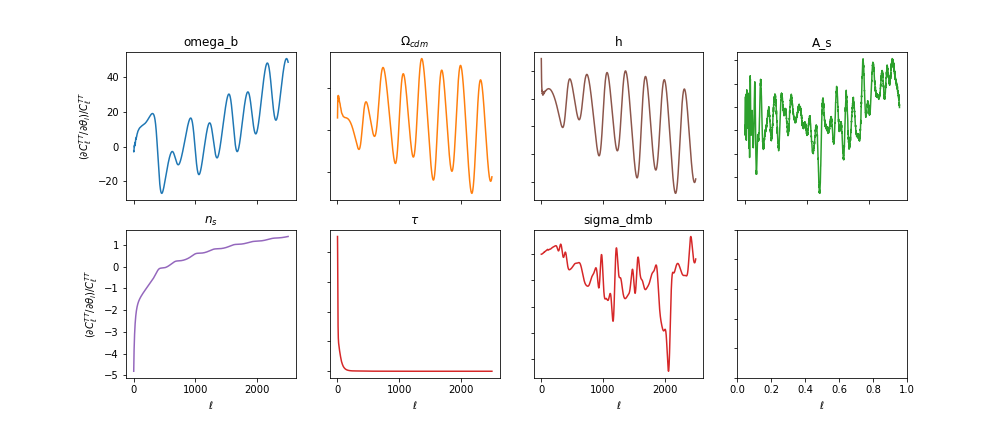 omega_b
Ω_{cdm}
h
A_s
(∂C_ℓ^{TT}/∂θ_i)/C_ℓ^{TT}
40
20
0
−20
n_s
τ
sigma_dmb
(∂C_ℓ^{TT}/∂θ_i)/C_ℓ^{TT}
1
0
−1
−2
−3
−4
−5
0 1000 2000
0 1000 2000
0 1000 2000
0.0 0.2 0.4 0.6 0.8 1.0
ℓ
ℓ
ℓ
ℓ